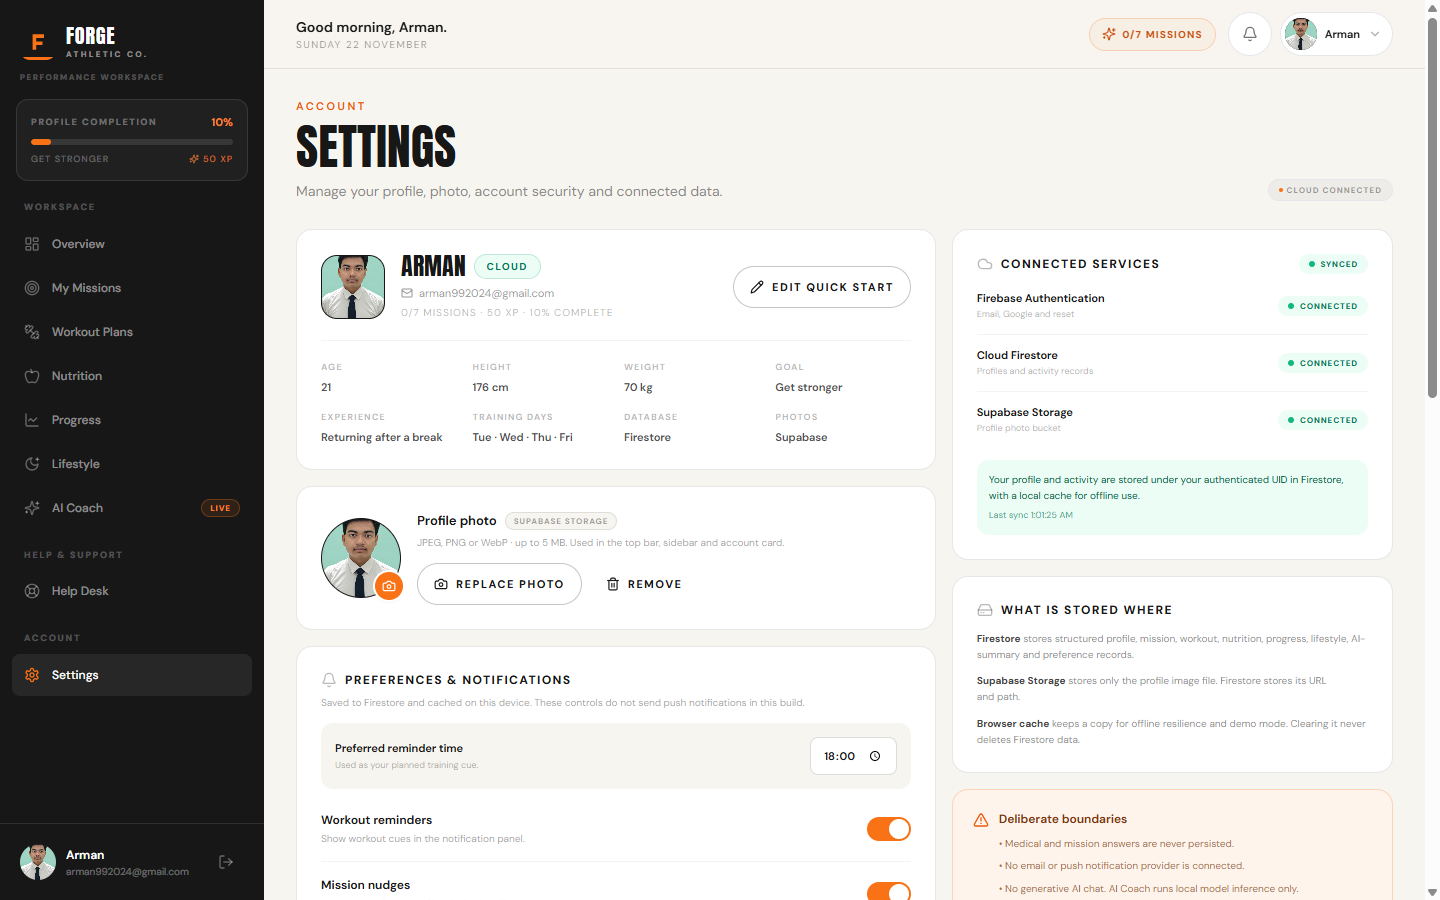 FORGE
ATHLETIC CO.
PERFORMANCE WORKSPACE
PROFILE COMPLETION 10%
GET STRONGER 50 XP
WORKSPACE
Overview
My Missions
Workout Plans
Nutrition
Progress
Lifestyle
AI Coach LIVE
HELP & SUPPORT
Help Desk
ACCOUNT
Settings
Arman
arman992024@gmail.com
Good morning, Arman.
SUNDAY 22 NOVEMBER
0/7 MISSIONS
Arman
ACCOUNT
SETTINGS
Manage your profile, photo, account security and connected data.
CLOUD CONNECTED
ARMAN CLOUD
arman992024@gmail.com
0/7 MISSIONS · 50 XP · 10% COMPLETE
EDIT QUICK START
AGE HEIGHT WEIGHT GOAL
21 176 cm 70 kg Get stronger
EXPERIENCE TRAINING DAYS DATABASE PHOTOS
Returning after a break Tue · Wed · Thu · Fri Firestore Supabase
Profile photo SUPABASE STORAGE
JPEG, PNG or WebP · up to 5 MB. Used in the top bar, sidebar and account card.
REPLACE PHOTO REMOVE
PREFERENCES & NOTIFICATIONS
Saved to Firestore and cached on this device. These controls do not send push notifications in this build.
Preferred reminder time
Used as your planned training cue.
18:00
Workout reminders
Show workout cues in the notification panel.
Mission nudges
CONNECTED SERVICES SYNCED
Firebase Authentication
Email, Google and reset
CONNECTED
Cloud Firestore
Profiles and activity records
CONNECTED
Supabase Storage
Profile photo bucket
CONNECTED
Your profile and activity are stored under your authenticated UID in Firestore,
with a local cache for offline use.
Last sync 1:01:25 AM
WHAT IS STORED WHERE
Firestore stores structured profile, mission, workout, nutrition, progress, lifestyle, AI-
summary and preference records.
Supabase Storage stores only the profile image file. Firestore stores its URL
and path.
Browser cache keeps a copy for offline resilience and demo mode. Clearing it never
deletes Firestore data.
Deliberate boundaries
• Medical and mission answers are never persisted.
• No email or push notification provider is connected.
• No generative AI chat. AI Coach runs local model inference only.